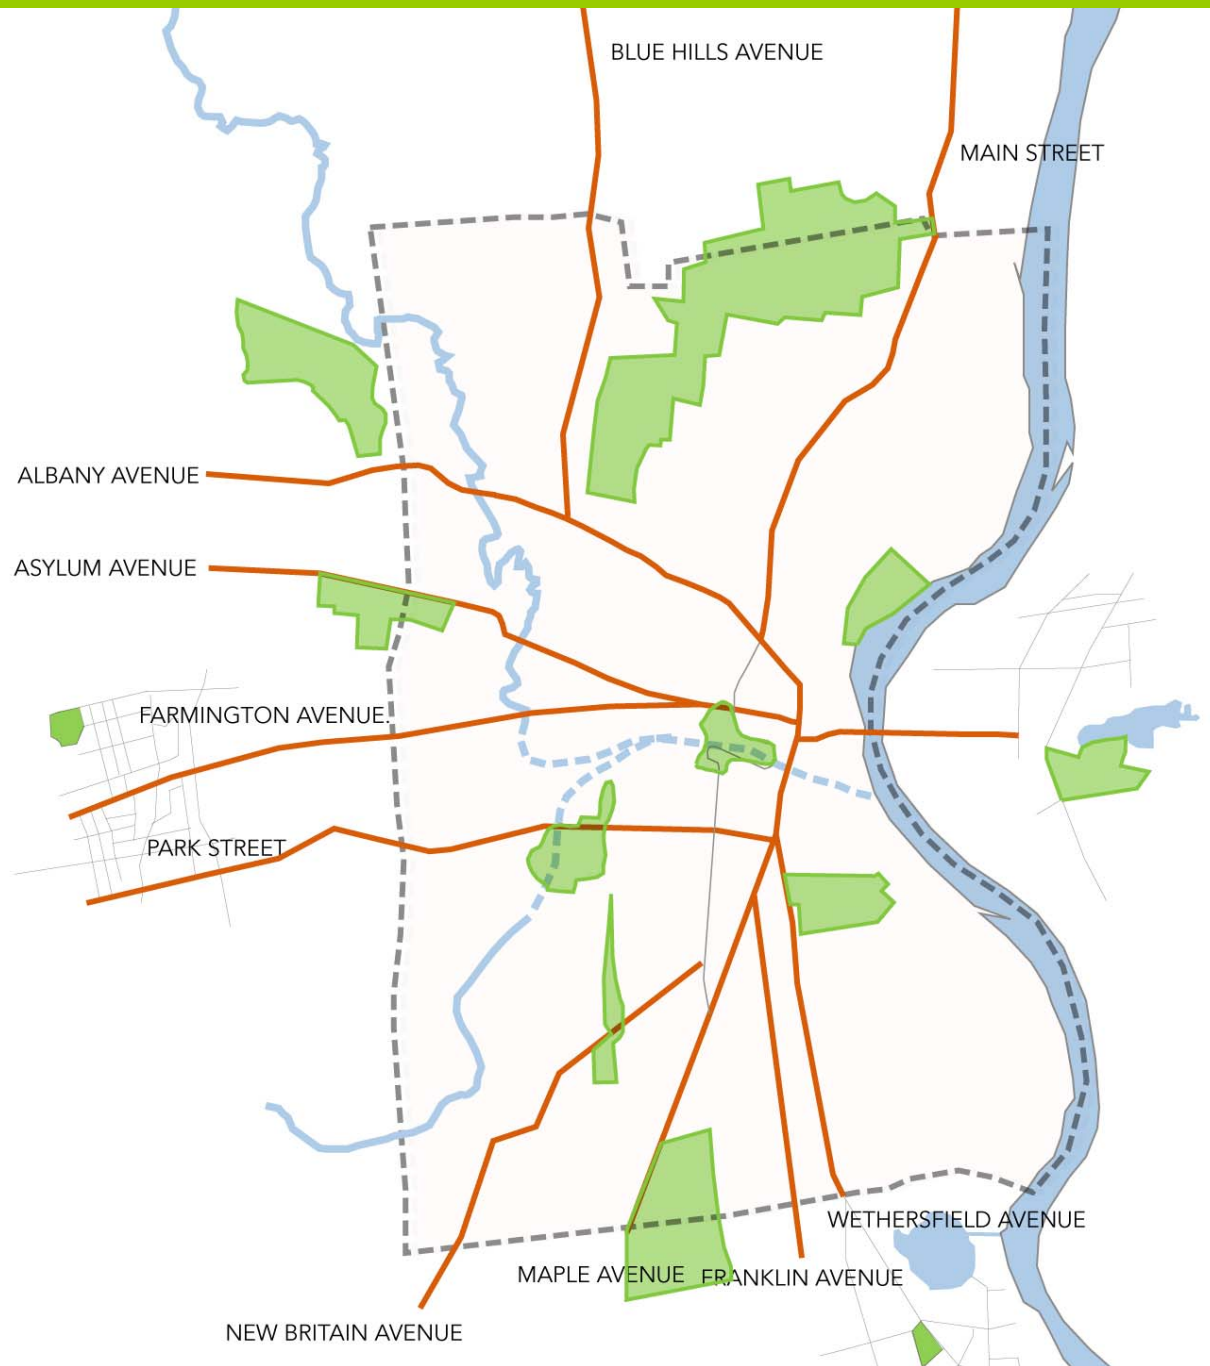 BLUE HILLS AVENUE
MAIN STREET
ALBANY AVENUE
ASYLUM AVENUE
FARMINGTON AVENUE.
PARK STREET
WETHERSFIELD AVENUE
MAPLE AVENUE
FRANKLIN AVENUE
NEW BRITAIN AVENUE